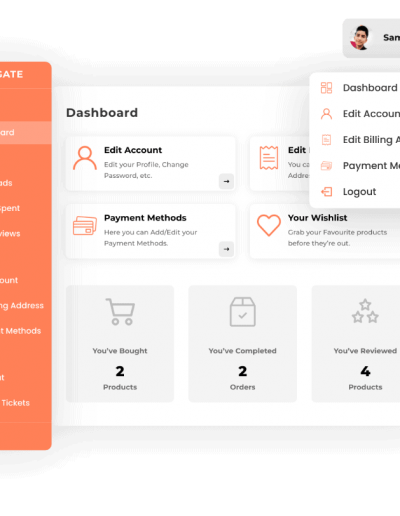 Sam
GATE
Dashboard
Edit Accoun
Edit Billing A
Payment Me
Logout
ard
ads
spent
views
ount
ng Address
t Methods
t
Tickets
Dashboard
Edit Account
Edit your Profile, Change
Password, etc.
→
Edit
You ca
Addre
Payment Methods
Here you can Add/Edit your
Payment Methods.
→
Your Wishlist
Grab your Favourite products
before they're out.
You've Bought
2
Products
You've Completed
2
Orders
You've Reviewed
4
Products